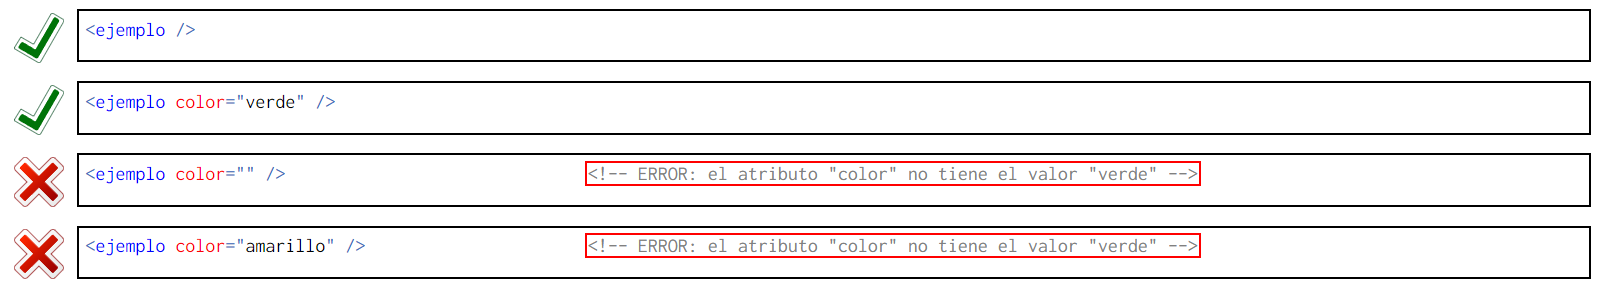 <ejemplo />
<ejemplo color="verde" />
<ejemplo color="" /> <!-- ERROR: el atributo "color" no tiene el valor "verde" -->
<ejemplo color="amarillo" /> <!-- ERROR: el atributo "color" no tiene el valor "verde" -->